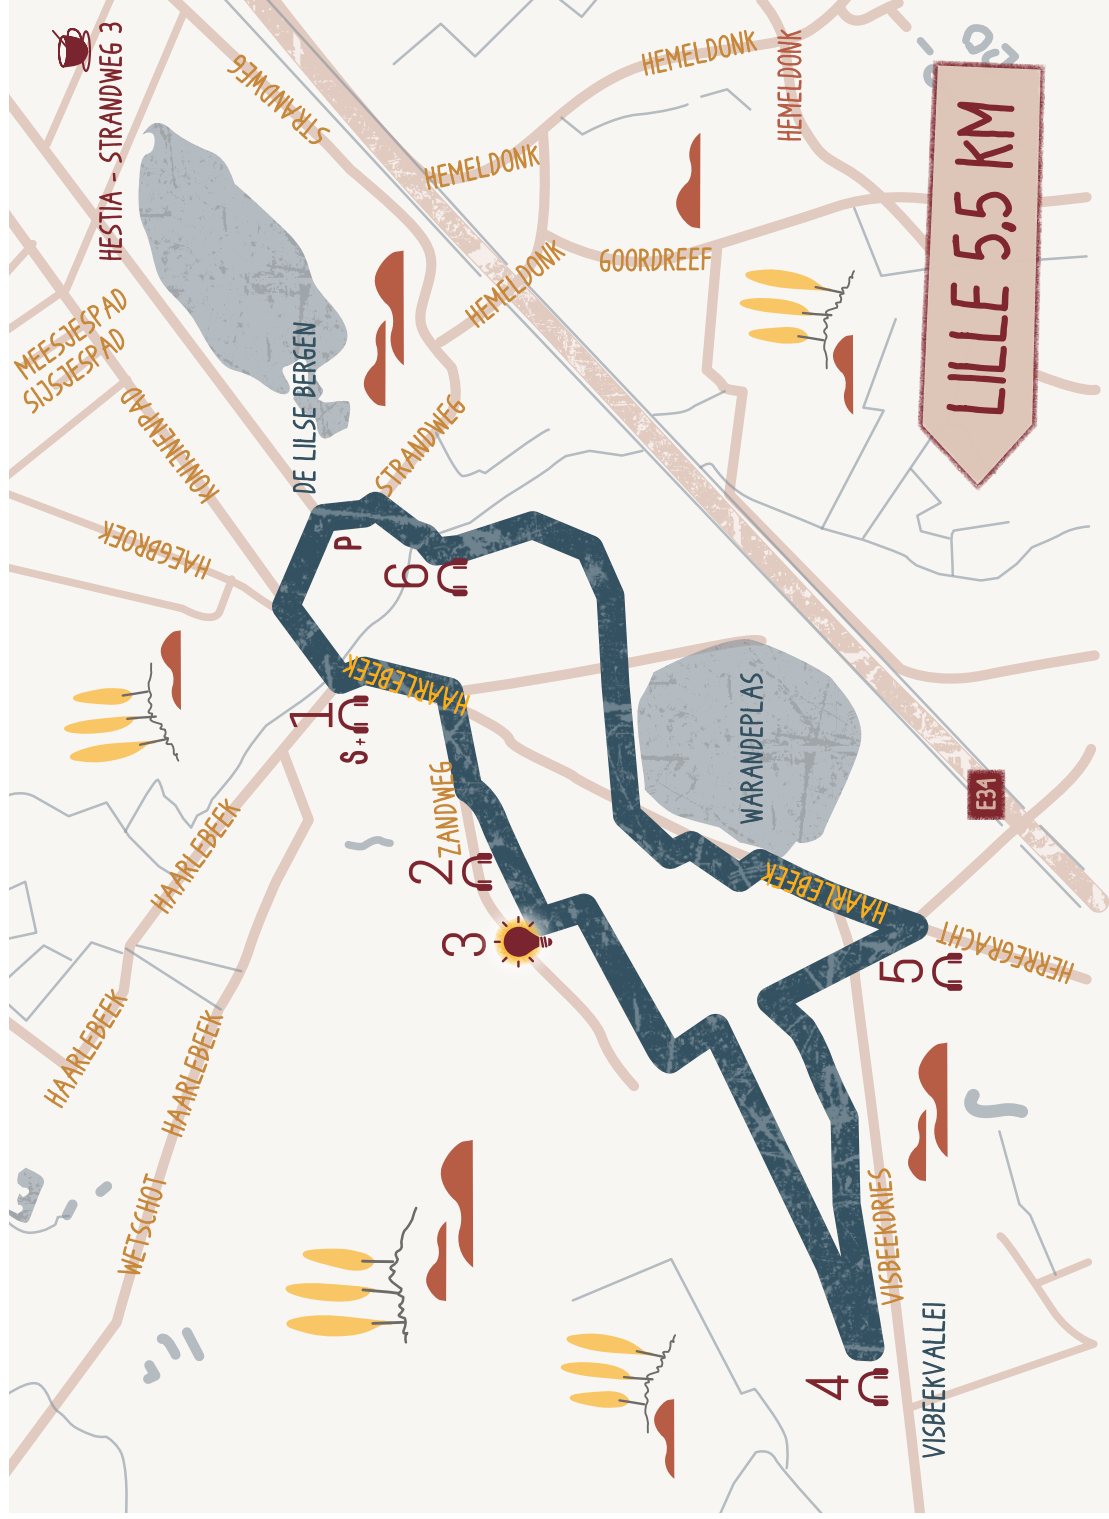 LILLE 5,5 KM
HESTIA - STRANDWEG 3
STRANDWEG
HEMELDONK
HEMELDONK
HEMELDONK
HEMELDONK
GOORDREEF
MEESJESPAD
SIJSJESPAD
KONIJNENPAD
HAEGBROEK
DE LILSE BERGEN
STRANDWEG
P
6
HAARLEBEEK
1
S+
ZANDWEG
2
3
WARANDEPLAS
E34
HAARLEBEEK
HERREGRACHT
5
HAARLEBEEK
HAARLEBEEK
HAARLEBEEK
WETSCHOT
VISBEEKDRIES
4
VISBEEKVALLEI